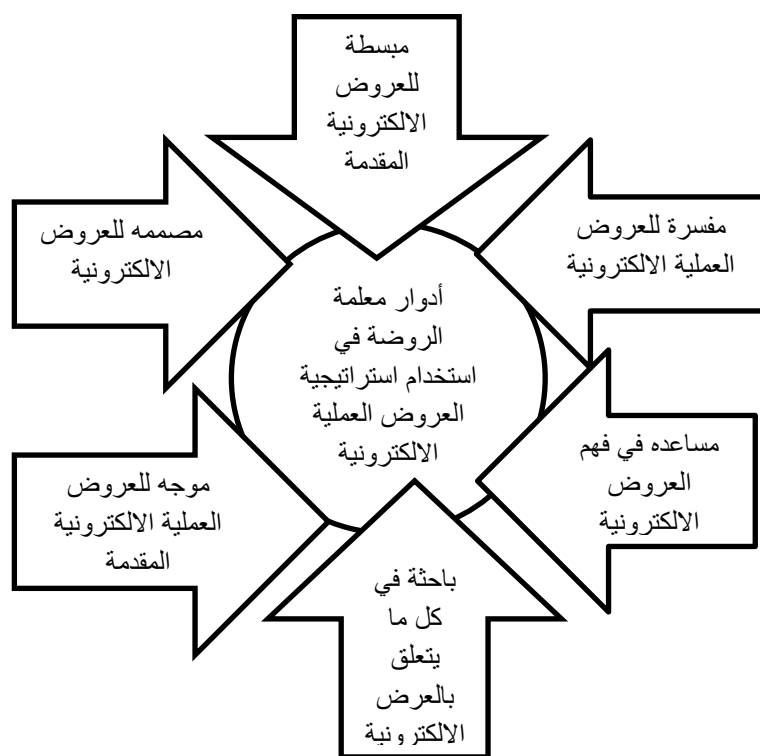 مبسطة
للعروض
الالكترونية
المقدمة
مفسرة للعروض
العملية الالكترونية
مصممه للعروض
الالكترونية
أدوار معلمة
الروضة في
استخدام استراتيجية
العروض العملية
الالكترونية
مساعده في فهم
العروض
الالكترونية
موجه للعروض
العملية الالكترونية
المقدمة
باحثة في
كل ما
يتعلق
بالعرض
الالكترونية